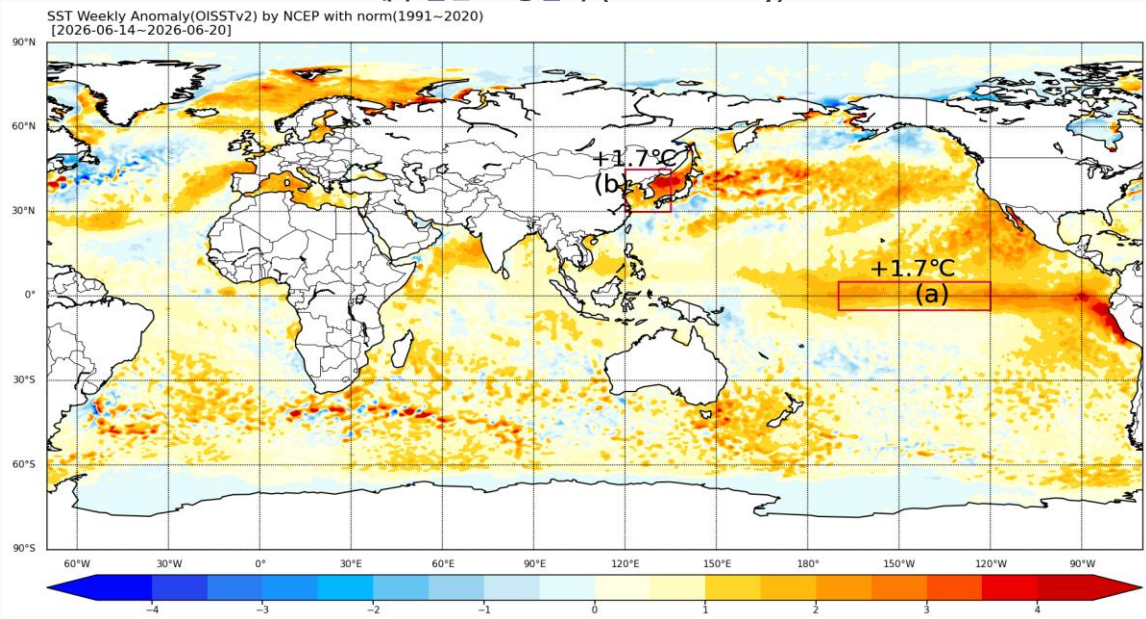 SST Weekly Anomaly(OISSTv2) by NCEP with norm(1991~2020)
[2026-06-14~2026-06-20]
90°N
60°N
30°N
0°
30°S
60°S
90°S
+1.7℃
(b)
+1.7℃
(a)
60°W 30°W 0° 30°E 60°E 90°E 120°E 150°E 180° 150°W 120°W 90°W
−4 −3 −2 −1 0 1 2 3 4